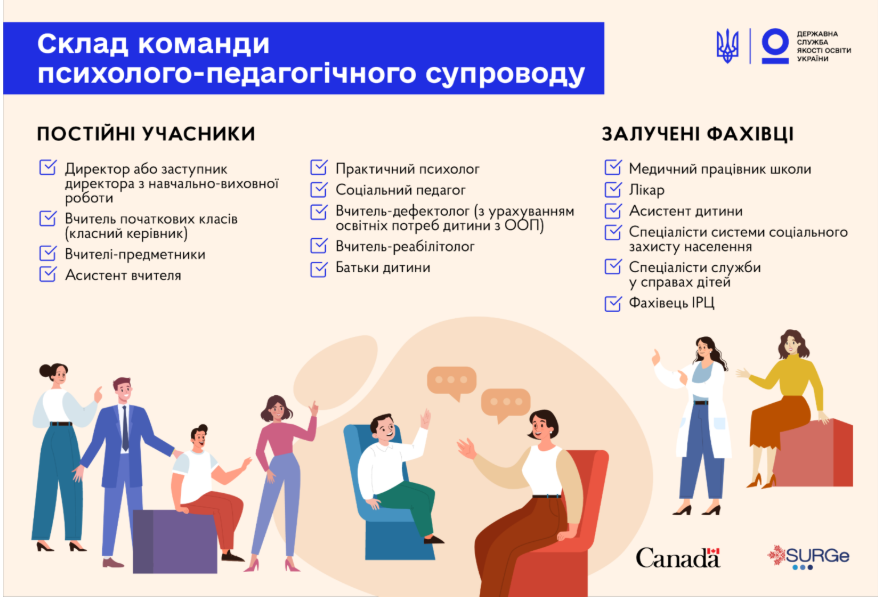 Склад команди
психолого-педагогічного супроводу
ДЕРЖАВНА
СЛУЖБА
ЯКОСТІ ОСВІТИ
УКРАЇНИ
ПОСТІЙНІ УЧАСНИКИ
Директор або заступник
директора з навчально-виховної
роботи
Вчитель початкових класів
(класний керівник)
Вчителі-предметники
Асистент вчителя
Практичний психолог
Соціальний педагог
Вчитель-дефектолог (з урахуванням
освітніх потреб дитини з ООП)
Вчитель-реабілітолог
Батьки дитини
ЗАЛУЧЕНІ ФАХІВЦІ
Медичний працівник школи
Лікар
Асистент дитини
Спеціалісти системи соціального
захисту населення
Спеціалісти служби
у справах дітей
Фахівець ІРЦ
Canada
SURGe